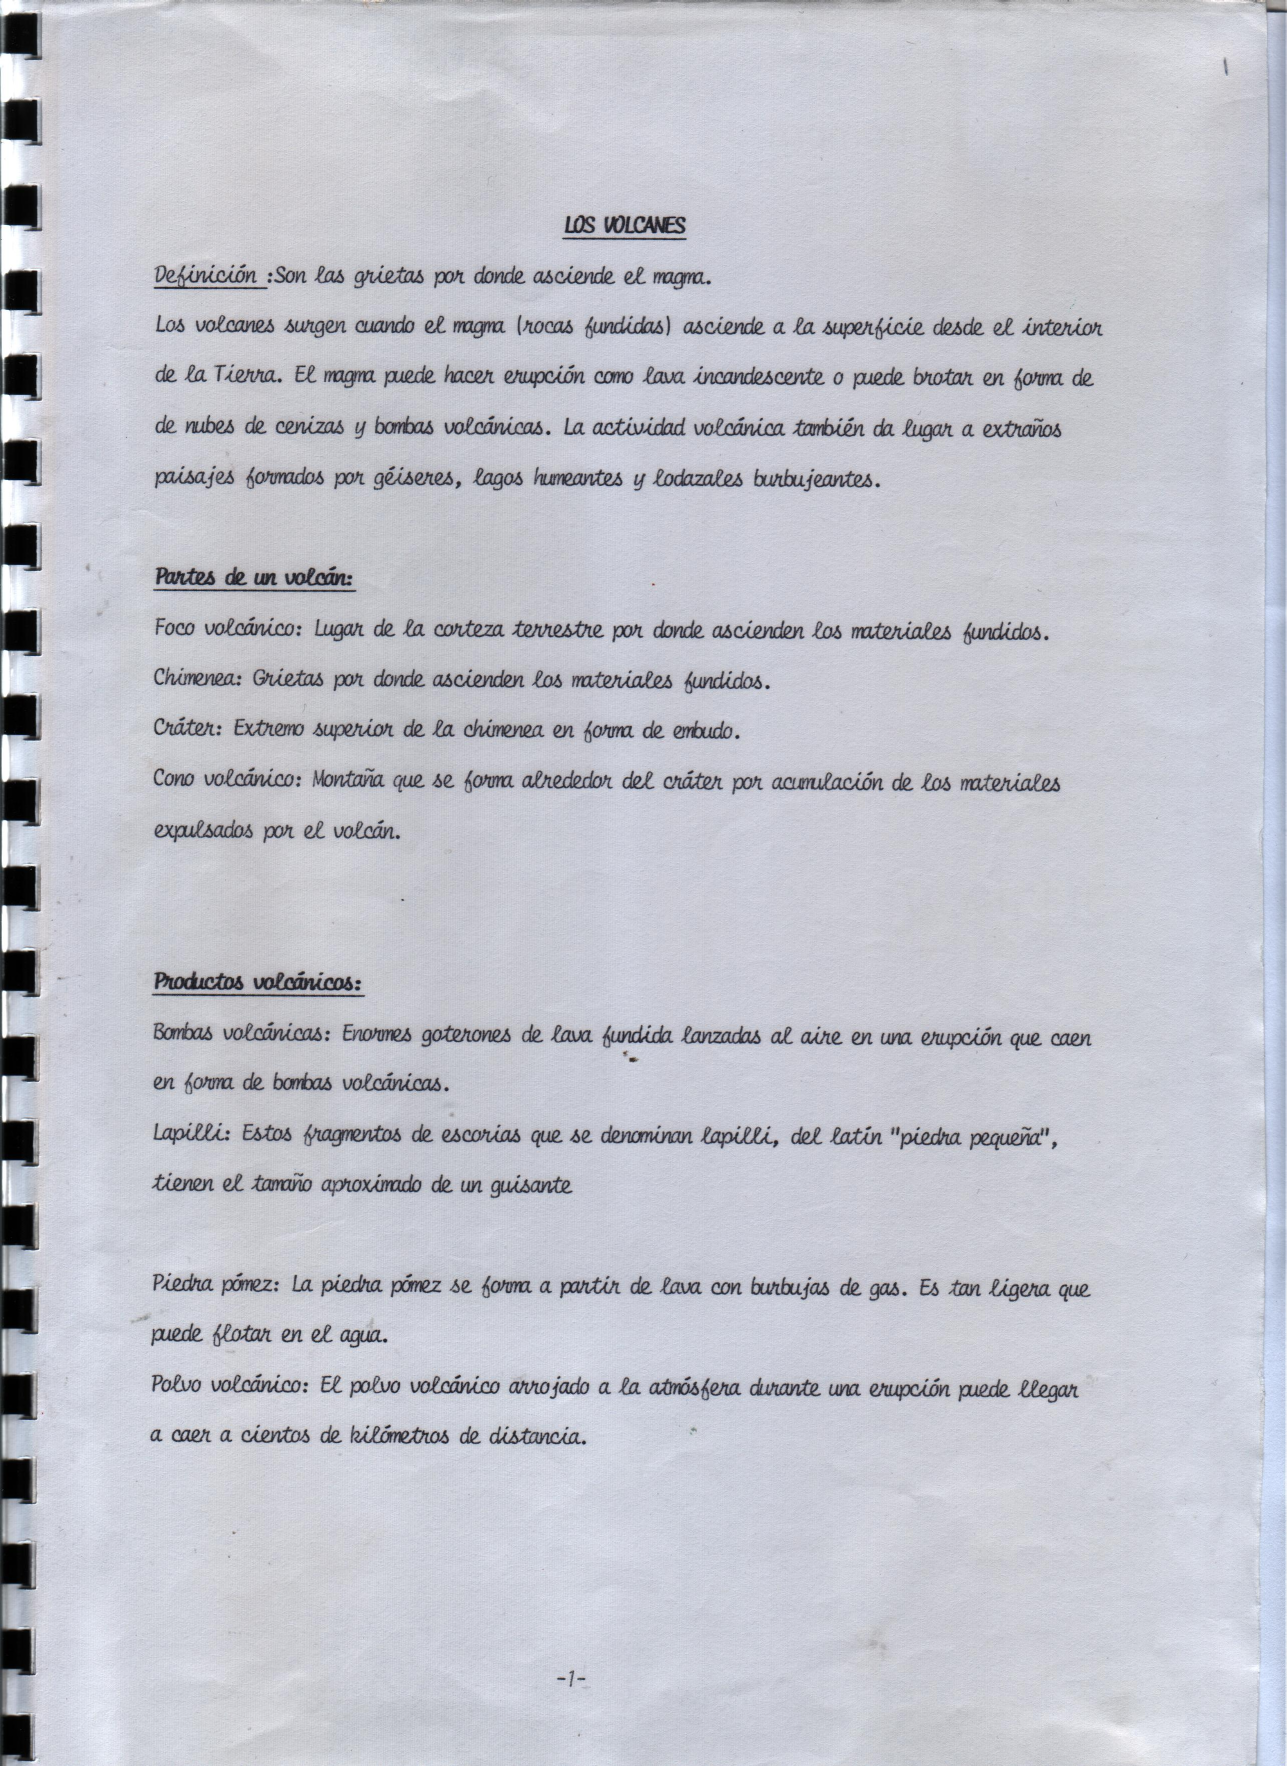 1
LOS VOLCANES
Definición :Son las grietas por donde asciende el magma.
Los volcanes surgen cuando el magma (rocas fundidas) asciende a la superficie desde el interior
de la Tierra. El magma puede hacer erupción como lava incandescente o puede brotar en forma de
de nubes de cenizas y bombas volcánicas. La actividad volcánica también da lugar a extraños
paisajes formados por géiseres, lagos humeantes y lodazales burbujeantes.
Partes de un volcán:
Foco volcánico: Lugar de la corteza terrestre por donde ascienden los materiales fundidos.
Chimenea: Grietas por donde ascienden los materiales fundidos.
Cráter: Extremo superior de la chimenea en forma de embudo.
Cono volcánico: Montaña que se forma alrededor del cráter por acumulación de los materiales
expulsados por el volcán.
Productos volcánicos:
Bombas volcánicas: Enormes goterones de lava fundida lanzadas al aire en una erupción que caen
en forma de bombas volcánicas.
Lapilli: Estos fragmentos de escorias que se denominan lapilli, del latín "piedra pequeña",
tienen el tamaño aproximado de un guisante
Piedra pómez: La piedra pómez se forma a partir de lava con burbujas de gas. Es tan ligera que
puede flotar en el agua.
Polvo volcánico: El polvo volcánico arrojado a la atmósfera durante una erupción puede llegar
a caer a cientos de kilómetros de distancia.
-1-